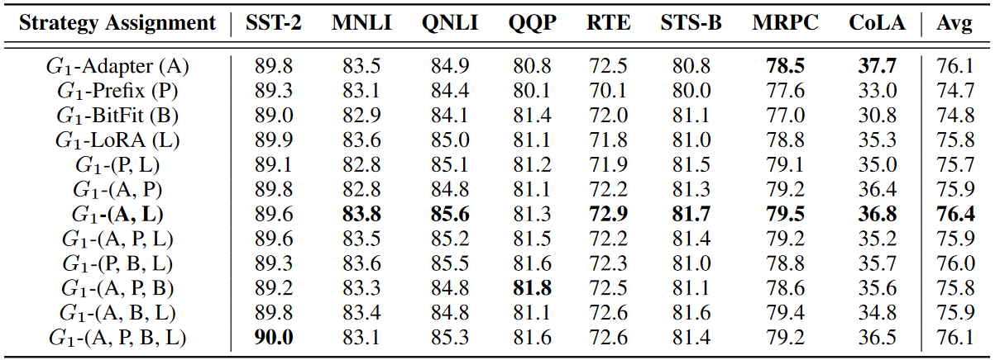 Strategy Assignment SST-2 MNLI QNLI QQP RTE STS-B MRPC CoLA Avg
G1-Adapter (A) 89.8 83.5 84.9 80.8 72.5 80.8 78.5 37.7 76.1
G1-Prefix (P) 89.3 83.1 84.4 80.1 70.1 80.0 77.6 33.0 74.7
G1-BitFit (B) 89.0 82.9 84.1 81.4 72.0 81.1 77.0 30.8 74.8
G1-LoRA (L) 89.9 83.6 85.0 81.1 71.8 81.0 78.8 35.3 75.8
G1-(P, L) 89.1 82.8 85.1 81.2 71.9 81.5 79.1 35.0 75.7
G1-(A, P) 89.8 82.8 84.8 81.1 72.2 81.3 79.2 36.4 75.9
G1-(A, L) 89.6 83.8 85.6 81.3 72.9 81.7 79.5 36.8 76.4
G1-(A, P, L) 89.6 83.5 85.2 81.5 72.2 81.4 79.2 35.2 75.9
G1-(P, B, L) 89.3 83.6 85.5 81.6 72.3 81.0 78.8 35.7 76.0
G1-(A, P, B) 89.2 83.3 84.8 81.8 72.5 81.1 78.6 35.6 75.8
G1-(A, B, L) 89.8 83.4 84.8 81.1 72.6 81.6 79.4 34.8 75.9
G1-(A, P, B, L) 90.0 83.1 85.3 81.6 72.6 81.4 79.2 36.5 76.1